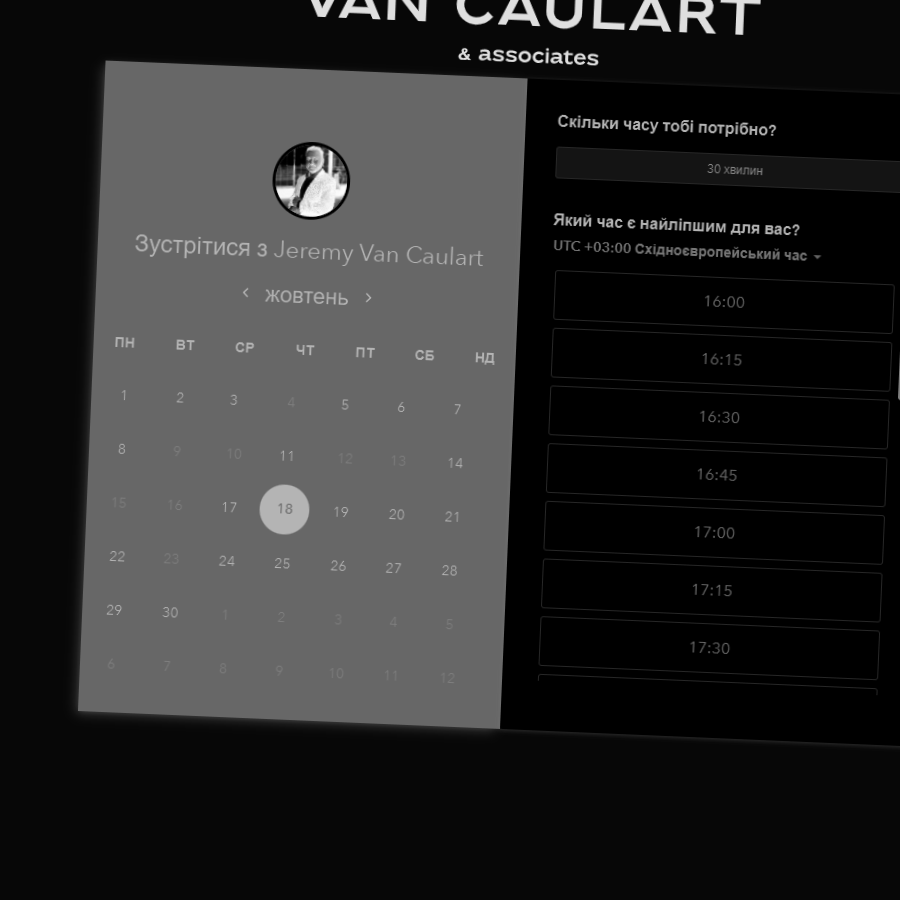 VAN CAULART
& associates
Зустрітися з Jeremy Van Caulart
жовтень
ПН ВТ СР ЧТ ПТ СБ НД
1 2 3 4 5 6 7
8 9 10 11 12 13 14
15 16 17 18 19 20 21
22 23 24 25 26 27 28
29 30 1 2 3 4 5
6 7 8 9 10 11 12
Скільки часу тобі потрібно?
30 хвилин
Який час є найліпшим для вас?
UTC +03:00 Східноєвропейський час
16:00
16:15
16:30
16:45
17:00
17:15
17:30